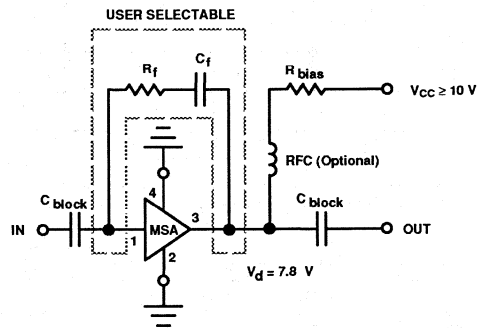 USER SELECTABLE
Rf
Cf
Rbias
VCC ≥ 10 V
RFC (Optional)
Cblock
Cblock
IN
4
MSA
3
1
2
OUT
Vd = 7.8 V